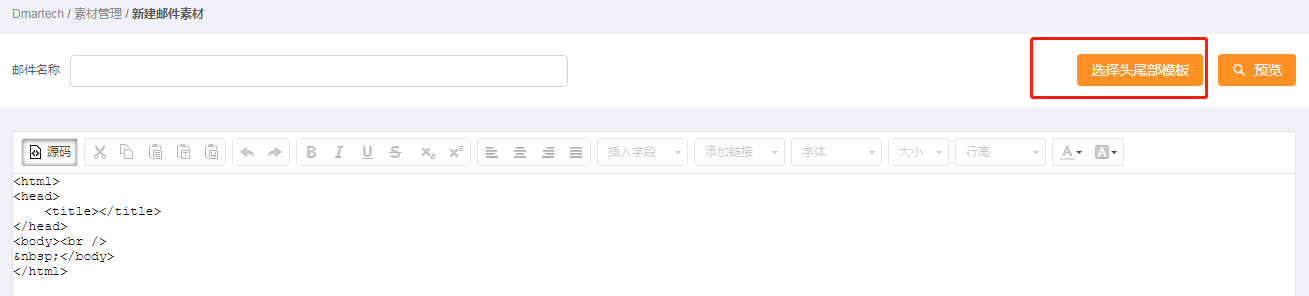 Dmartech / 素材管理 / 新建邮件素材
邮件名称 选择头尾部模板 预览
源码 B I U S x₂ x² 插入字段 添加链接 字体 大小 行高 A A
<html>
<head>
    <title></title>
</head>
<body><br />
&nbsp;</body>
</html>